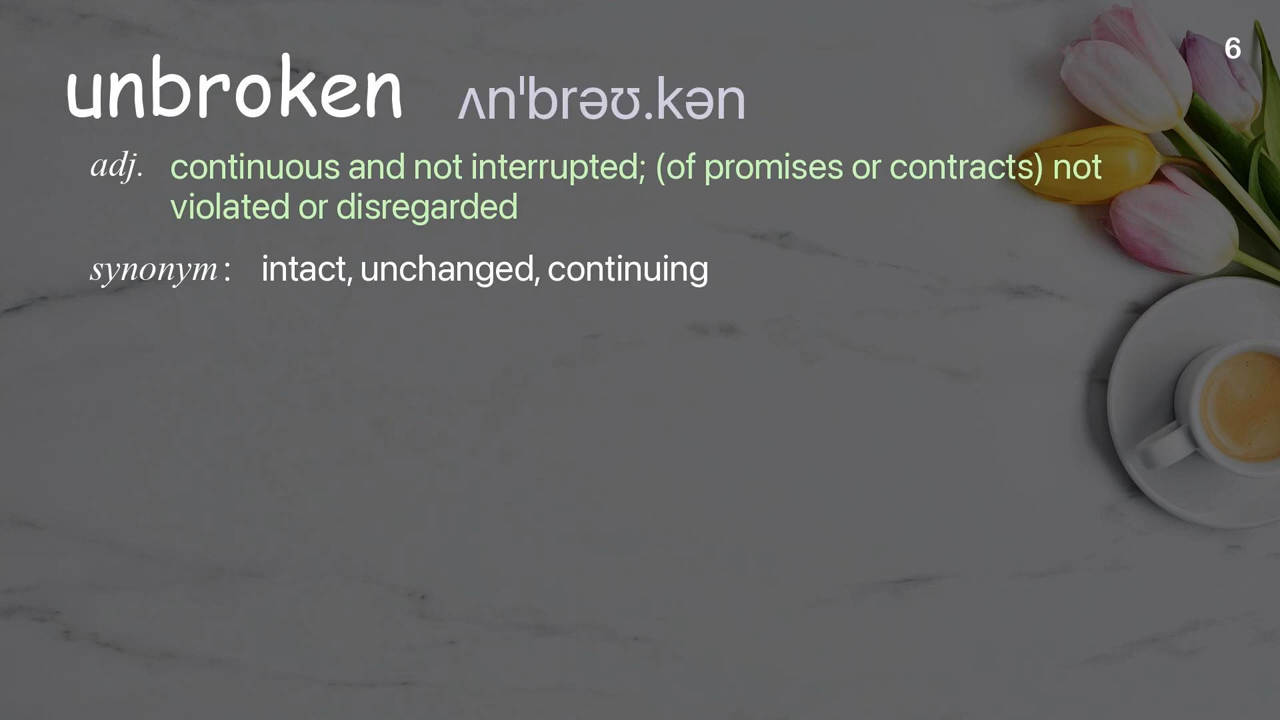 6
unbroken ʌnˈbrəʊ.kən
adj. continuous and not interrupted; (of promises or contracts) not
violated or disregarded
synonym: intact, unchanged, continuing